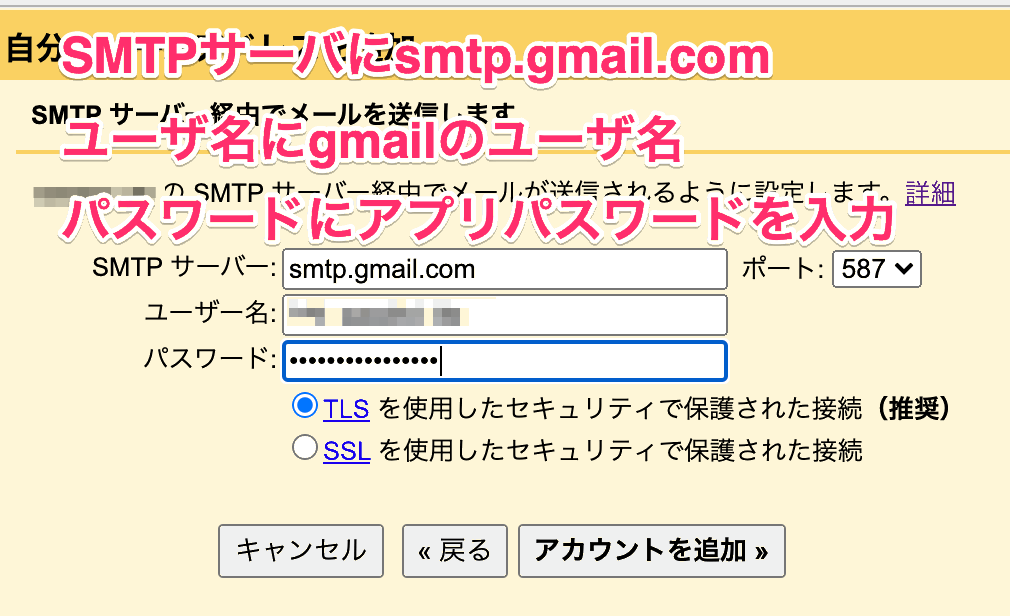 自分
SMTPサーバにsmtp.gmail.com
SMTP サーバー経由でメールを送信します
ユーザ名にgmailのユーザ名
の SMTP サーバー経由でメールが送信されるように設定します。詳細
パスワードにアプリパスワードを入力
SMTP サーバー: smtp.gmail.com ポート: 587
ユーザー名:
パスワード: ••••••••••••••••
TLS を使用したセキュリティで保護された接続（推奨）
SSL を使用したセキュリティで保護された接続
キャンセル « 戻る アカウントを追加 »